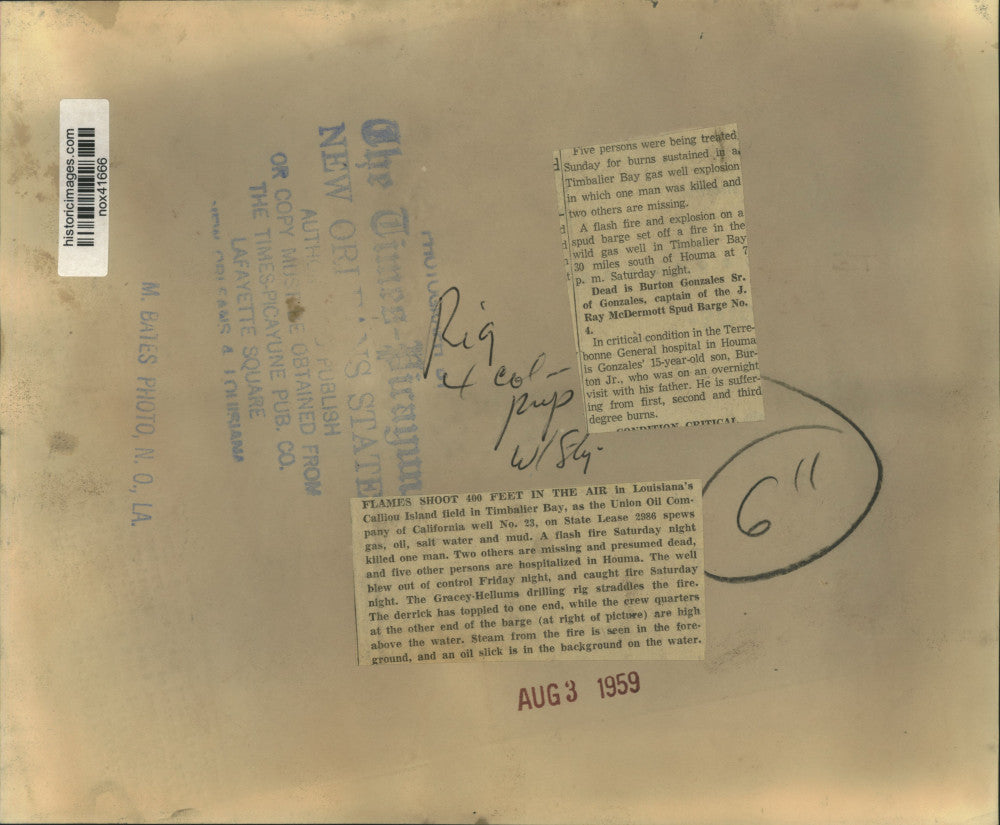 historicimages.com
nox41666
M. BATES PHOTO, N. O., LA.
The Times-Picayune
NEW ORLEANS STATES
PUBLISH
OR COPY MUST BE OBTAINED FROM
THE TIMES-PICAYUNE PUB. CO.
LAFAYETTE SQUARE
Rig
4 col-
W/Sty.
6"
Five persons were being treated
Sunday for burns sustained in a
Timbalier Bay gas well explosion
in which one man was killed and
two others are missing.
A flash fire and explosion on a
spud barge set off a fire in the
wild gas well in Timbalier Bay
30 miles south of Houma at 7
p. m. Saturday night.
Dead is Burton Gonzales Sr.
of Gonzales, captain of the J.
Ray McDermott Spud Barge No.
4.
In critical condition in the Terre-
bonne General hospital in Houma
is Gonzales' 15-year-old son, Bur-
ton Jr., who was on an overnight
visit with his father. He is suffer-
ing from first, second and third
degree burns.
CONDITION CRITICAL
FLAMES SHOOT 400 FEET IN THE AIR in Louisiana's
Calliou Island field in Timbalier Bay, as the Union Oil Com-
pany of California well No. 23, on State Lease 2986 spews
gas, oil, salt water and mud. A flash fire Saturday night
killed one man. Two others are missing and presumed dead,
and five other persons are hospitalized in Houma. The well
blew out of control Friday night, and caught fire Saturday
night. The Gracey-Hellums drilling rig straddles the fire.
The derrick has toppled to one end, while the crew quarters
at the other end of the barge (at right of picture) are high
above the water. Steam from the fire is seen in the fore-
ground, and an oil slick is in the background on the water.
AUG 3 1959